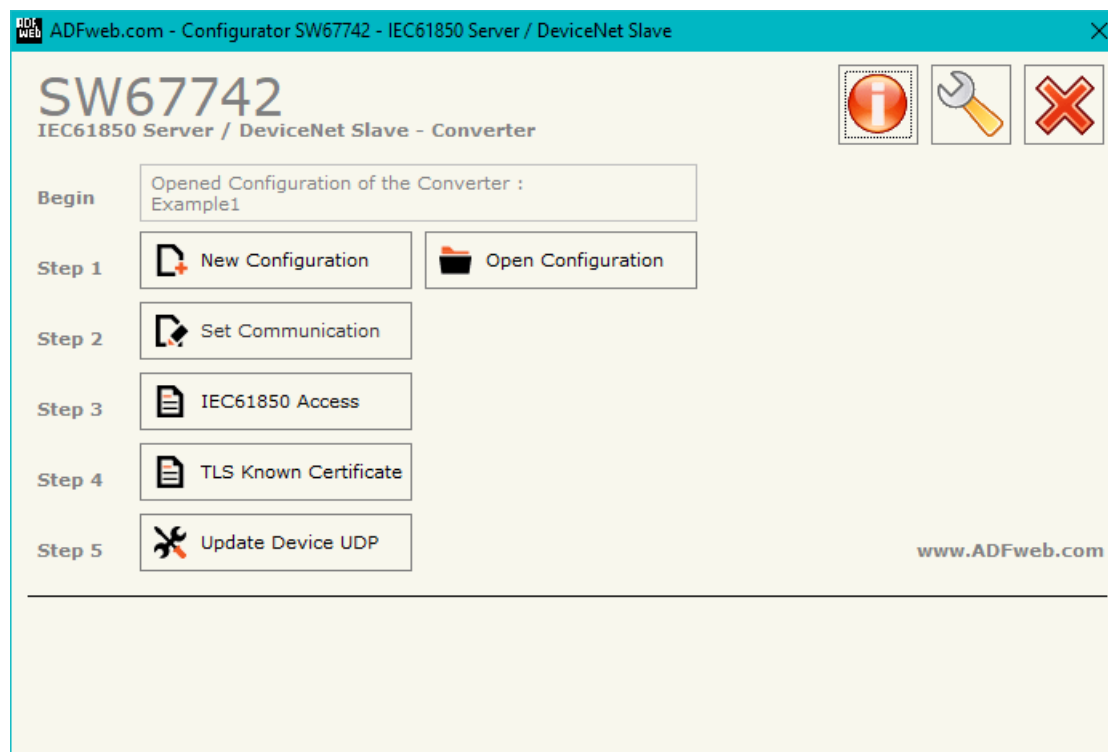 ADF
WEB
ADFweb.com - Configurator SW67742 - IEC61850 Server / DeviceNet Slave
SW67742
IEC61850 Server / DeviceNet Slave - Converter
Begin
Opened Configuration of the Converter :
Example1
Step 1
New Configuration
Open Configuration
Step 2
Set Communication
Step 3
IEC61850 Access
Step 4
TLS Known Certificate
Step 5
Update Device UDP
www.ADFweb.com